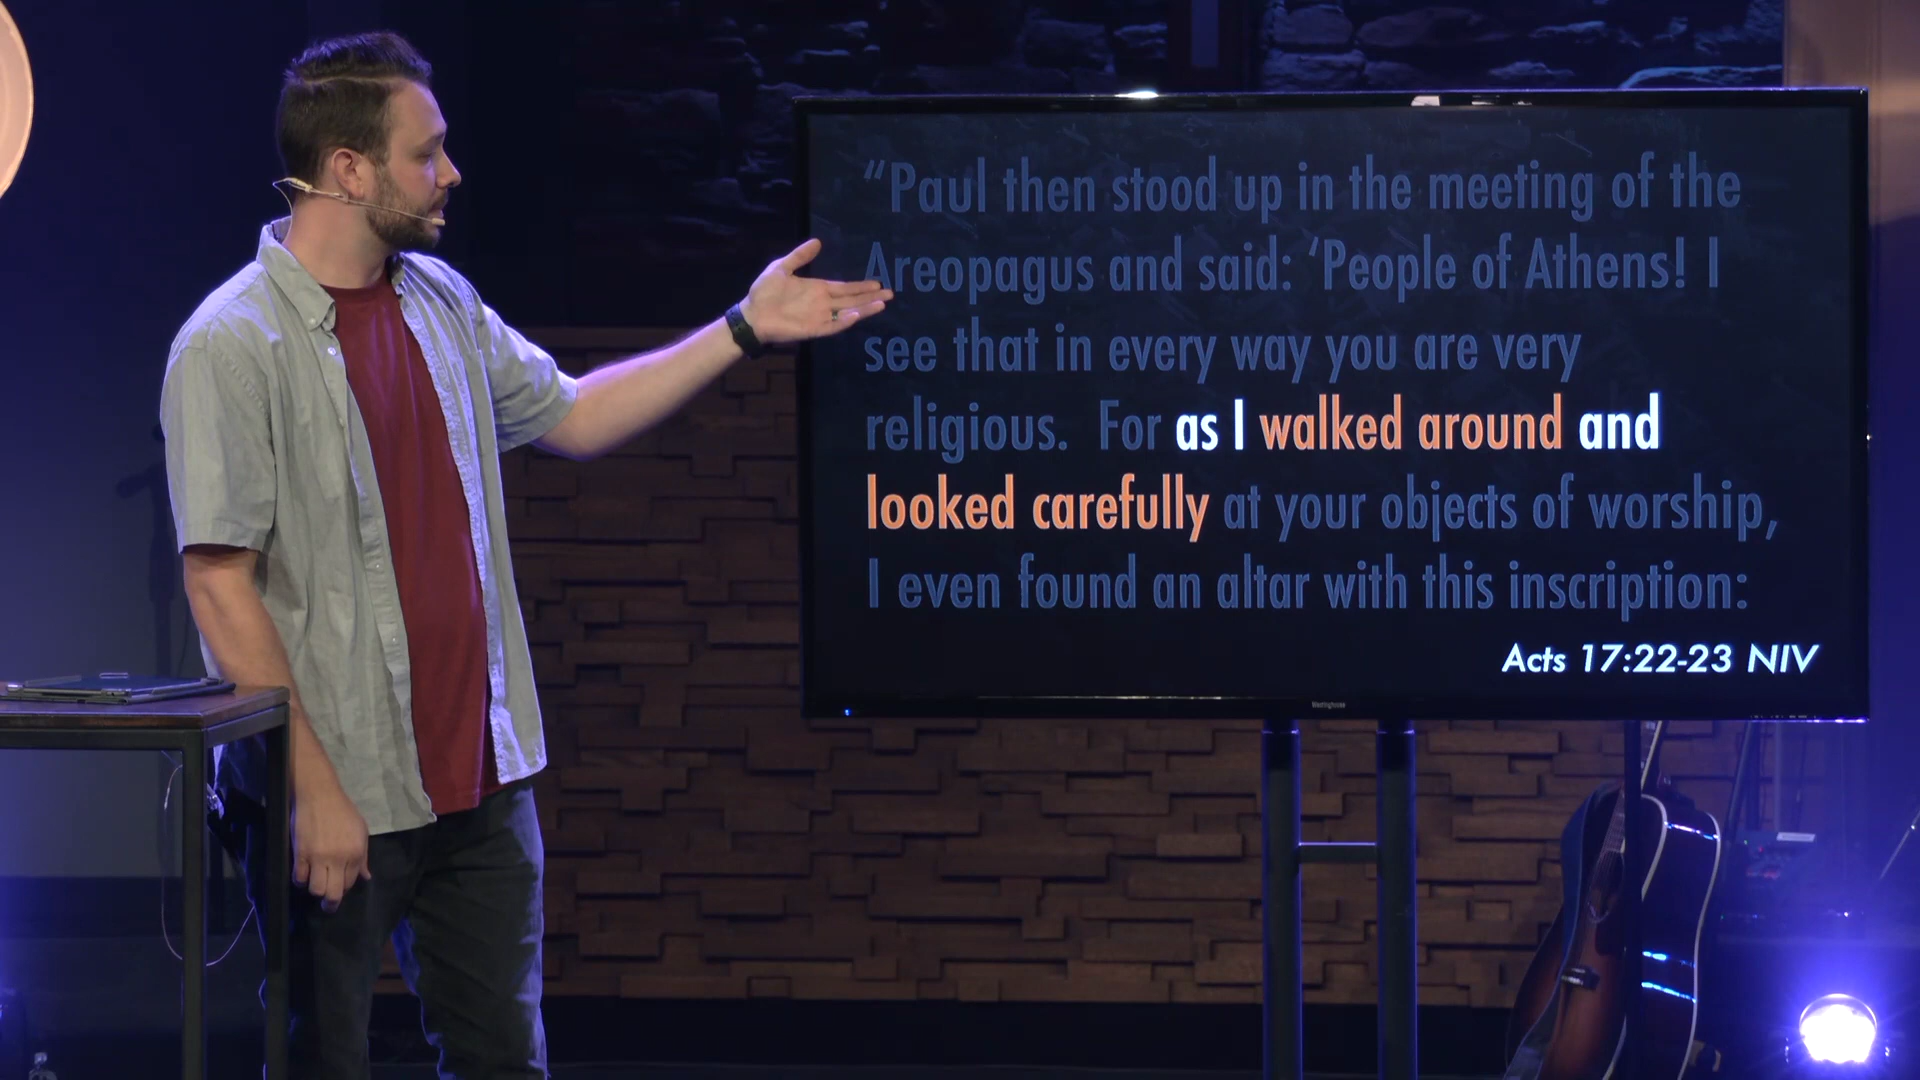 “Paul then stood up in the meeting of the
Areopagus and said: ‘People of Athens! I
see that in every way you are very
religious.  For as I walked around and
looked carefully at your objects of worship,
I even found an altar with this inscription:
Acts 17:22-23 NIV
Westinghouse